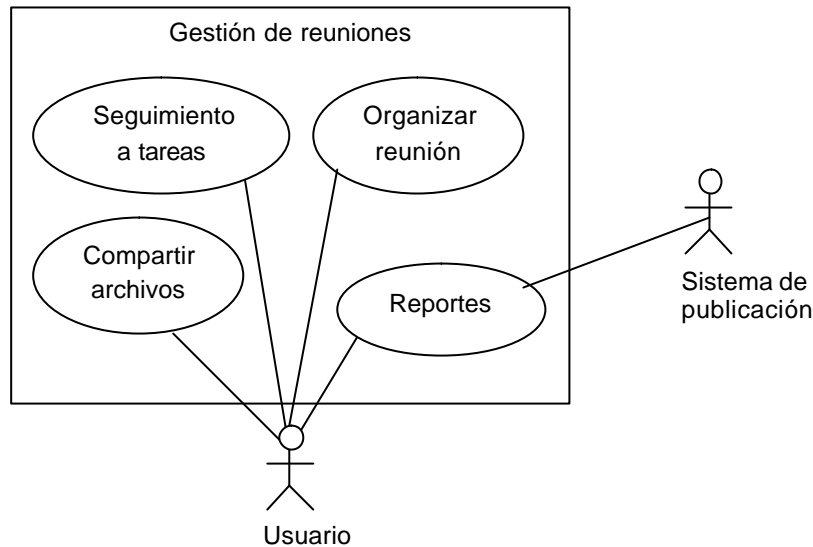 Gestión de reuniones
Seguimiento
a tareas
Organizar
reunión
Compartir
archivos
Reportes
Sistema de
publicación
Usuario